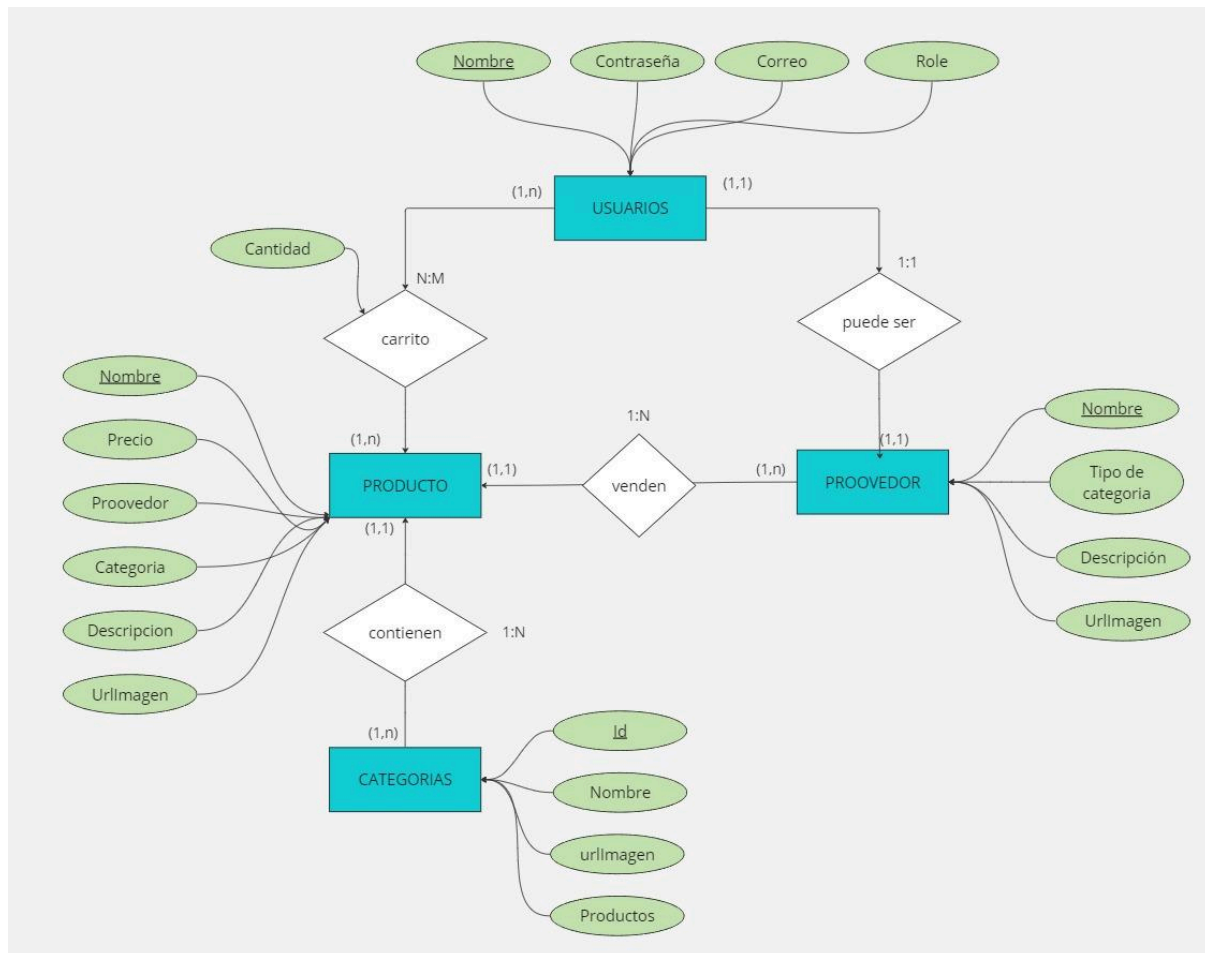 Nombre
Contraseña
Correo
Role
(1,n)
USUARIOS
(1,1)
Cantidad
N:M
1:1
carrito
puede ser
Nombre
Precio
Proovedor
Categoria
Descripcion
UrlImagen
(1,n)
PRODUCTO
(1,1)
(1,1)
1:N
venden
(1,n)
(1,1)
PROOVEDOR
Nombre
Tipo de
categoria
Descripción
UrlImagen
contienen
1:N
(1,n)
CATEGORIAS
Id
Nombre
urlImagen
Productos